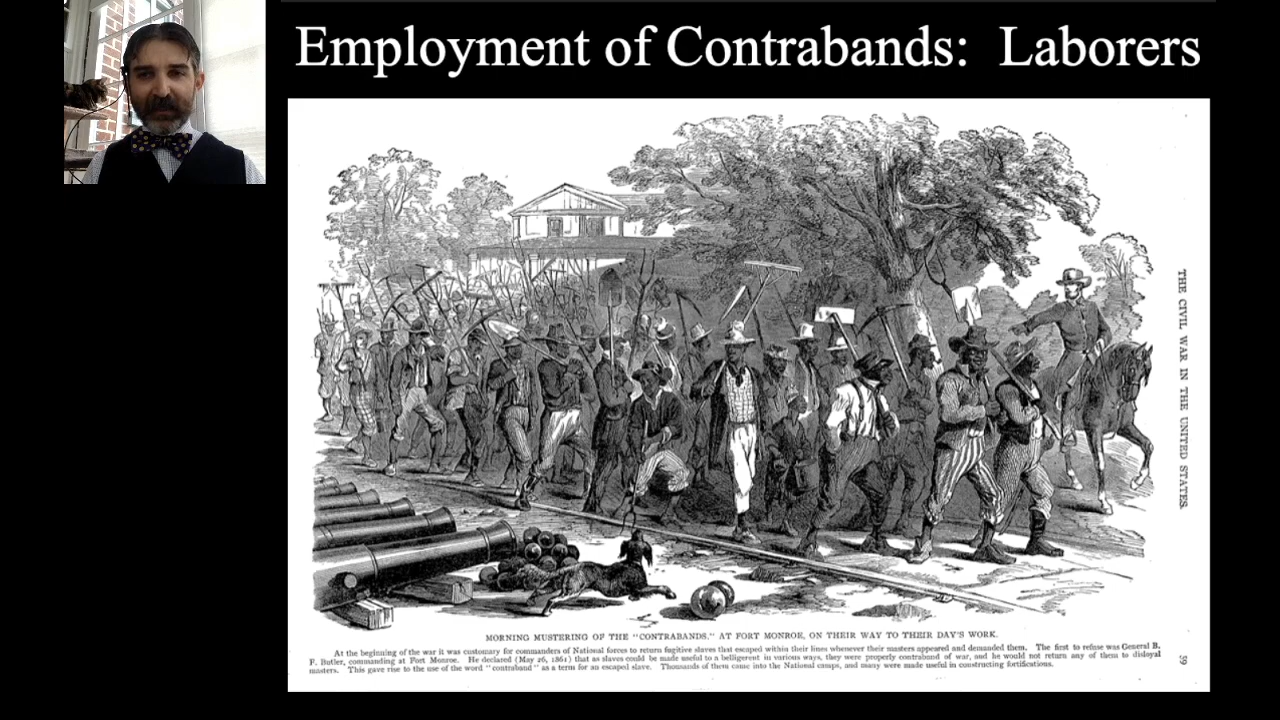 Employment of Contrabands:  Laborers
THE CIVIL WAR IN THE UNITED STATES.
MORNING MUSTERING OF THE "CONTRABANDS." AT FORT MONROE, ON THEIR WAY TO THEIR DAY'S WORK.
At the beginning of the war it was customary for commanders of National forces to return fugitive slaves that escaped within their lines whenever their masters appeared and demanded them. The first to refuse was General B.
F. Butler, commanding at Fort Monroe. He declared (May 26, 1861) that as slaves could be made useful to a belligerent in various ways, they were properly contraband of war, and he would not return any of them to disloyal
masters. This gave rise to the use of the word "contraband" as a term for an escaped slave. Thousands of them came into the National camps, and many were made useful in constructing fortifications.
59